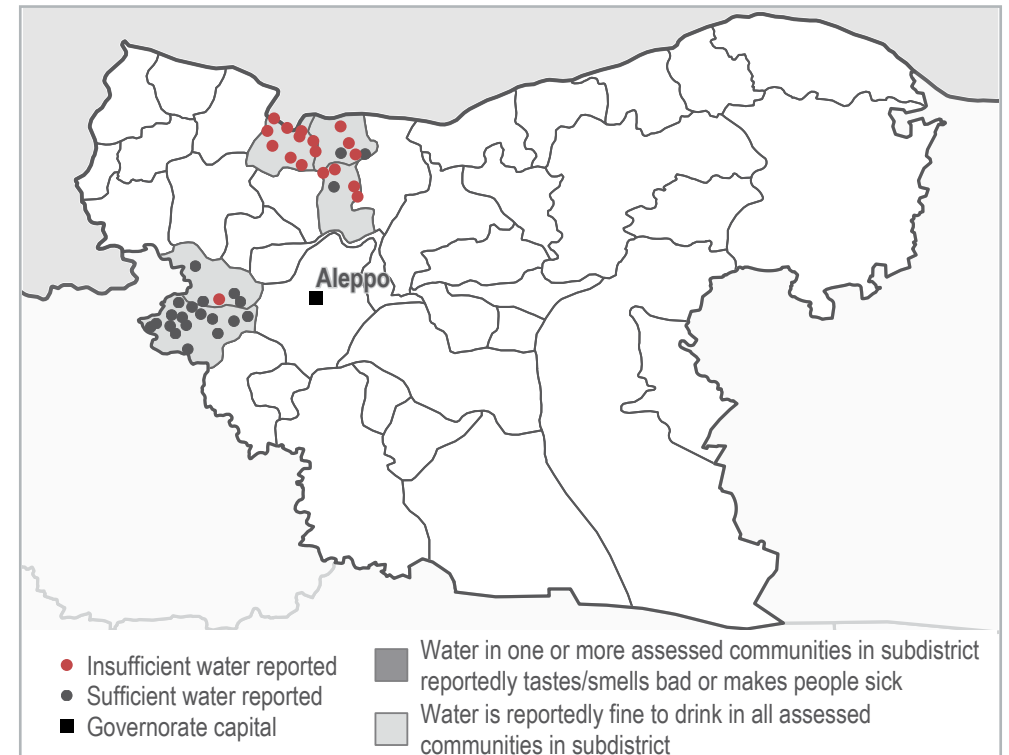 Aleppo
Insufficient water reported
Sufficient water reported
Governorate capital
Water in one or more assessed communities in subdistrict
reportedly tastes/smells bad or makes people sick
Water is reportedly fine to drink in all assessed
communities in subdistrict